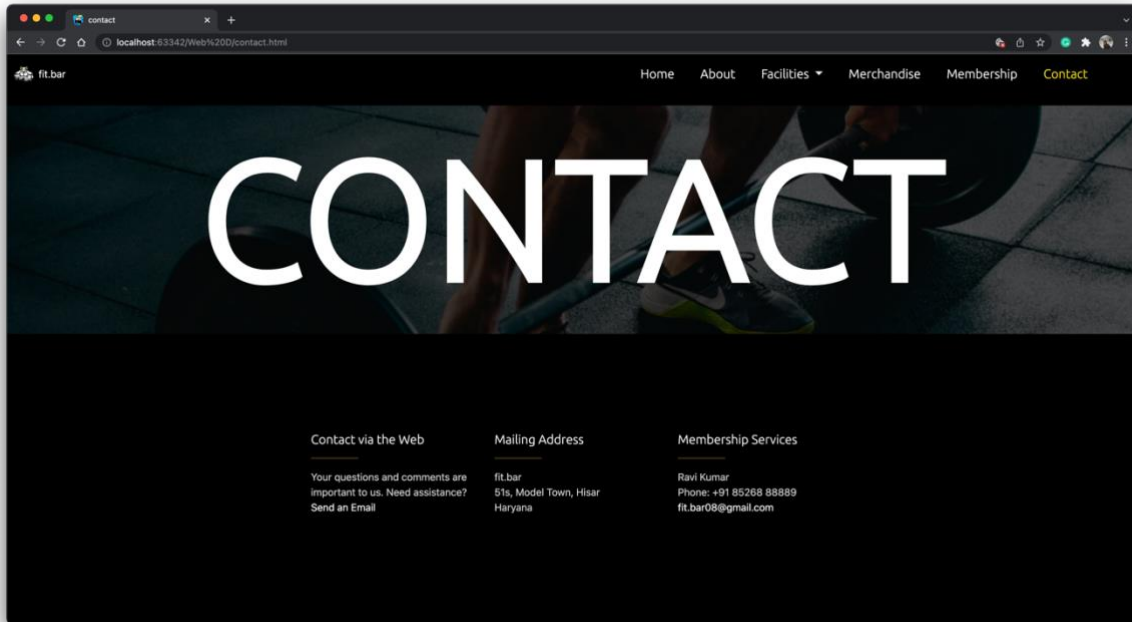 contact
localhost:63342/Web%20D/contact.html
fit.bar
Home About Facilities Merchandise Membership Contact
CONTACT
Contact via the Web
Your questions and comments are
important to us. Need assistance?
Send an Email
Mailing Address
fit.bar
51s, Model Town, Hisar
Haryana
Membership Services
Ravi Kumar
Phone: +91 85268 88889
fit.bar08@gmail.com